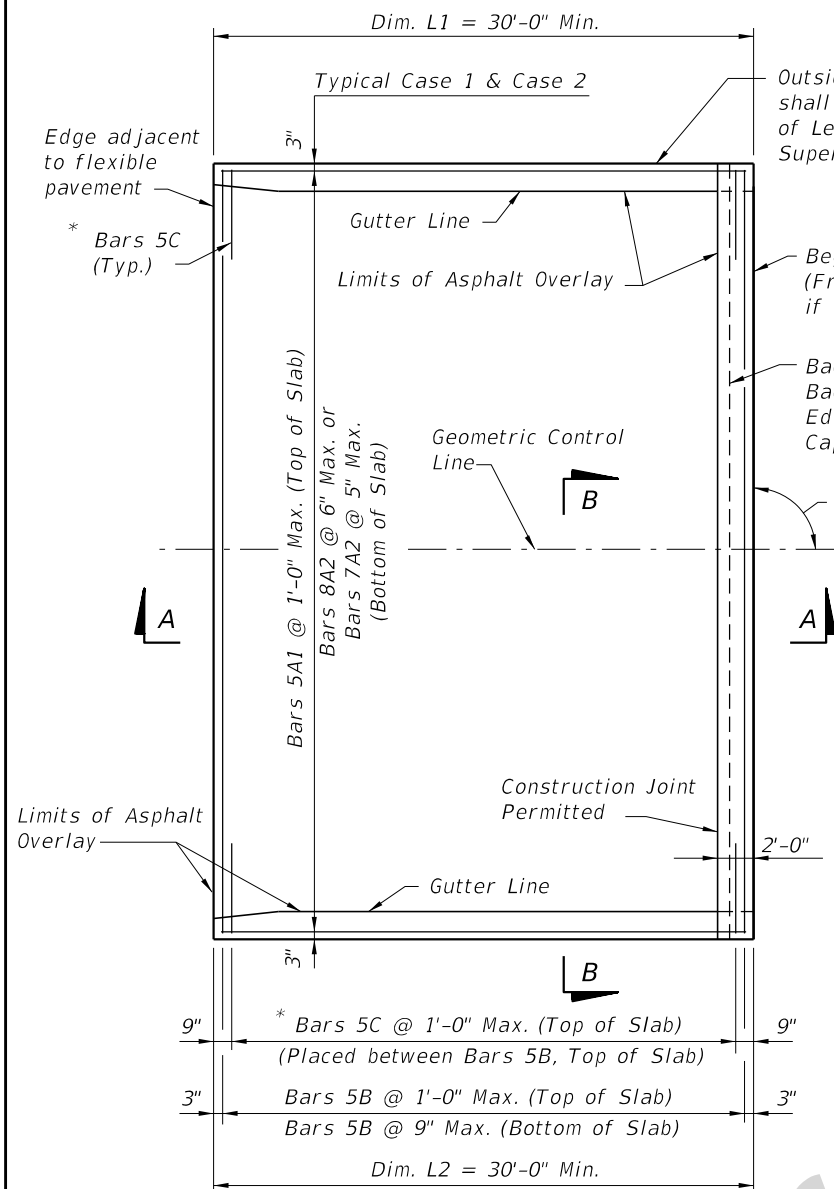 Dim. L1 = 30'-0" Min.
Typical Case 1 & Case 2
3"
Edge adjacent
to flexible
pavement
* Bars 5C
(Typ.)
Gutter Line
Limits of Asphalt Overlay
shall
of
Bars 5A1 @ 1'-0" Max. (Top of Slab)
Bars 8A2 @ 6" Max. or
Bars 7A2 @ 5" Max.
(Bottom of Slab)
Geometric Control
Line
if
B
A
A
Construction Joint
Permitted
Limits of Asphalt
Overlay
2'-0"
Gutter Line
3"
B
9"
* Bars 5C @ 1'-0" Max. (Top of Slab)
(Placed between Bars 5B, Top of Slab)
9"
3"
Bars 5B @ 1'-0" Max. (Top of Slab)
Bars 5B @ 9" Max. (Bottom of Slab)
3"
Dim. L2 = 30'-0" Min.